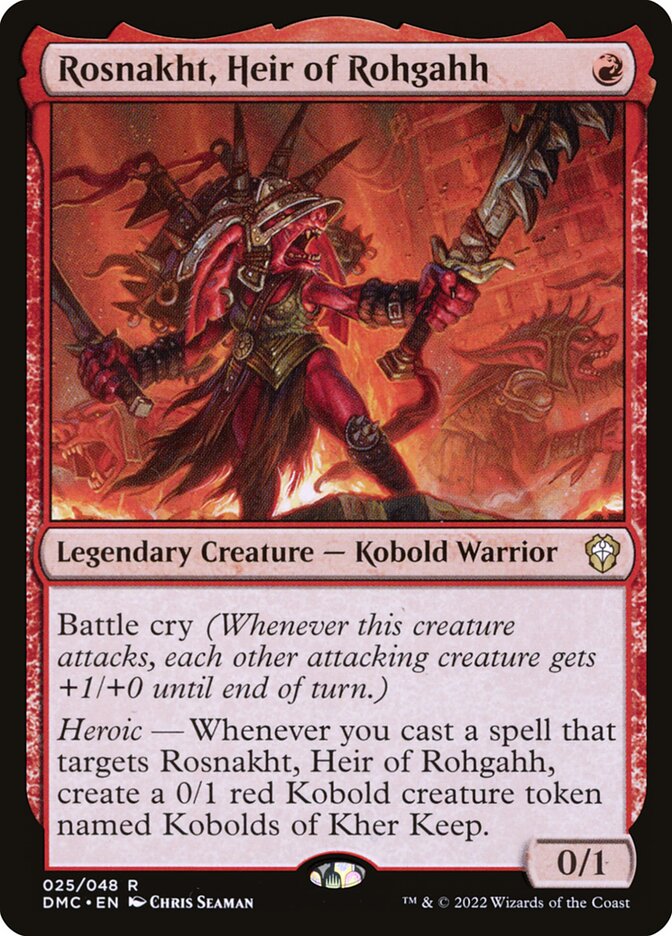 Rosnakht, Heir of Rohgahh
Legendary Creature — Kobold Warrior
Battle cry (Whenever this creature
attacks, each other attacking creature gets
+1/+0 until end of turn.)
Heroic — Whenever you cast a spell that
targets Rosnakht, Heir of Rohgahh,
create a 0/1 red Kobold creature token
named Kobolds of Kher Keep.
0/1
025/048 R
DMC • EN Chris Seaman
™ & © 2022 Wizards of the Coast